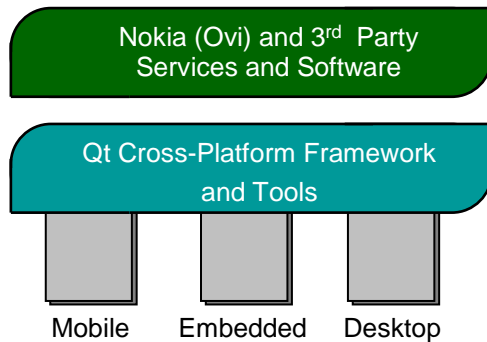 Nokia (Ovi) and 3rd Party
Services and Software
Qt Cross-Platform Framework
and Tools
Mobile Embedded Desktop